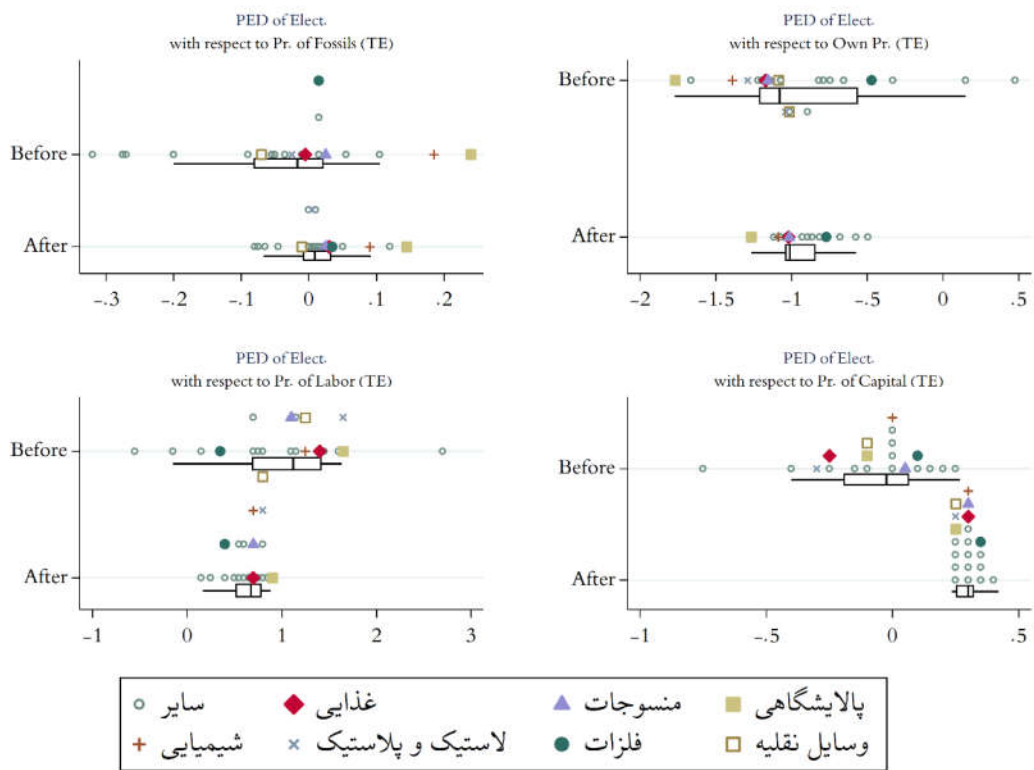 PED of Elect.
with respect to Pr. of Fossils (TE)
Before
After
-.3 -.2 -.1 0 .1 .2
PED of Elect.
with respect to Own Pr. (TE)
Before
After
-2 -1.5 -1 -.5 0 .5
PED of Elect.
with respect to Pr. of Labor (TE)
Before
After
-1 0 1 2 3
PED of Elect.
with respect to Pr. of Capital (TE)
Before
After
-1 -.5 0 .5
سایر غذایی منسوجات پالایشگاهی
شیمیایی لاستیک و پلاستیک فلزات وسایل نقلیه